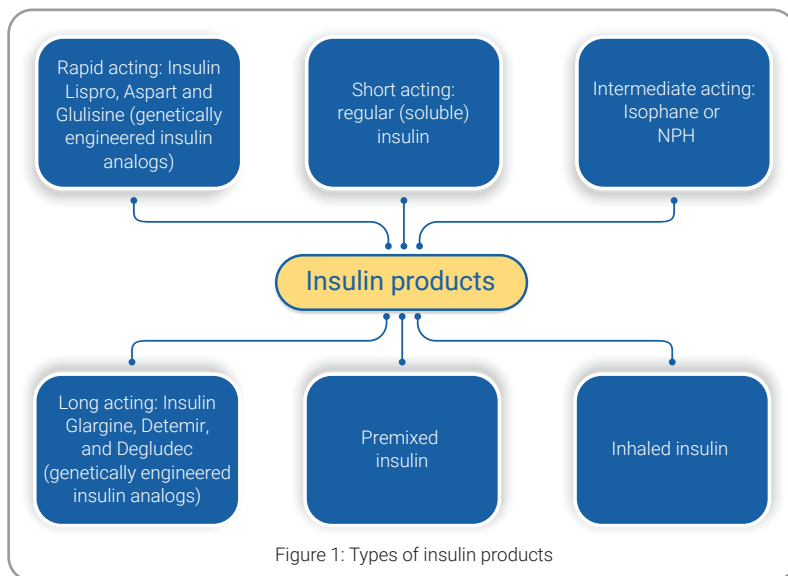 Rapid acting: Insulin
Lispro, Aspart and
Glulisine (genetically
engineered insulin
analogs)
Short acting:
regular (soluble)
insulin
Intermediate acting:
Isophane or
NPH
Insulin products
Long acting: Insulin
Glargine, Detemir,
and Degludec
(genetically engineered
insulin analogs)
Premixed
insulin
Inhaled insulin
Figure 1: Types of insulin products